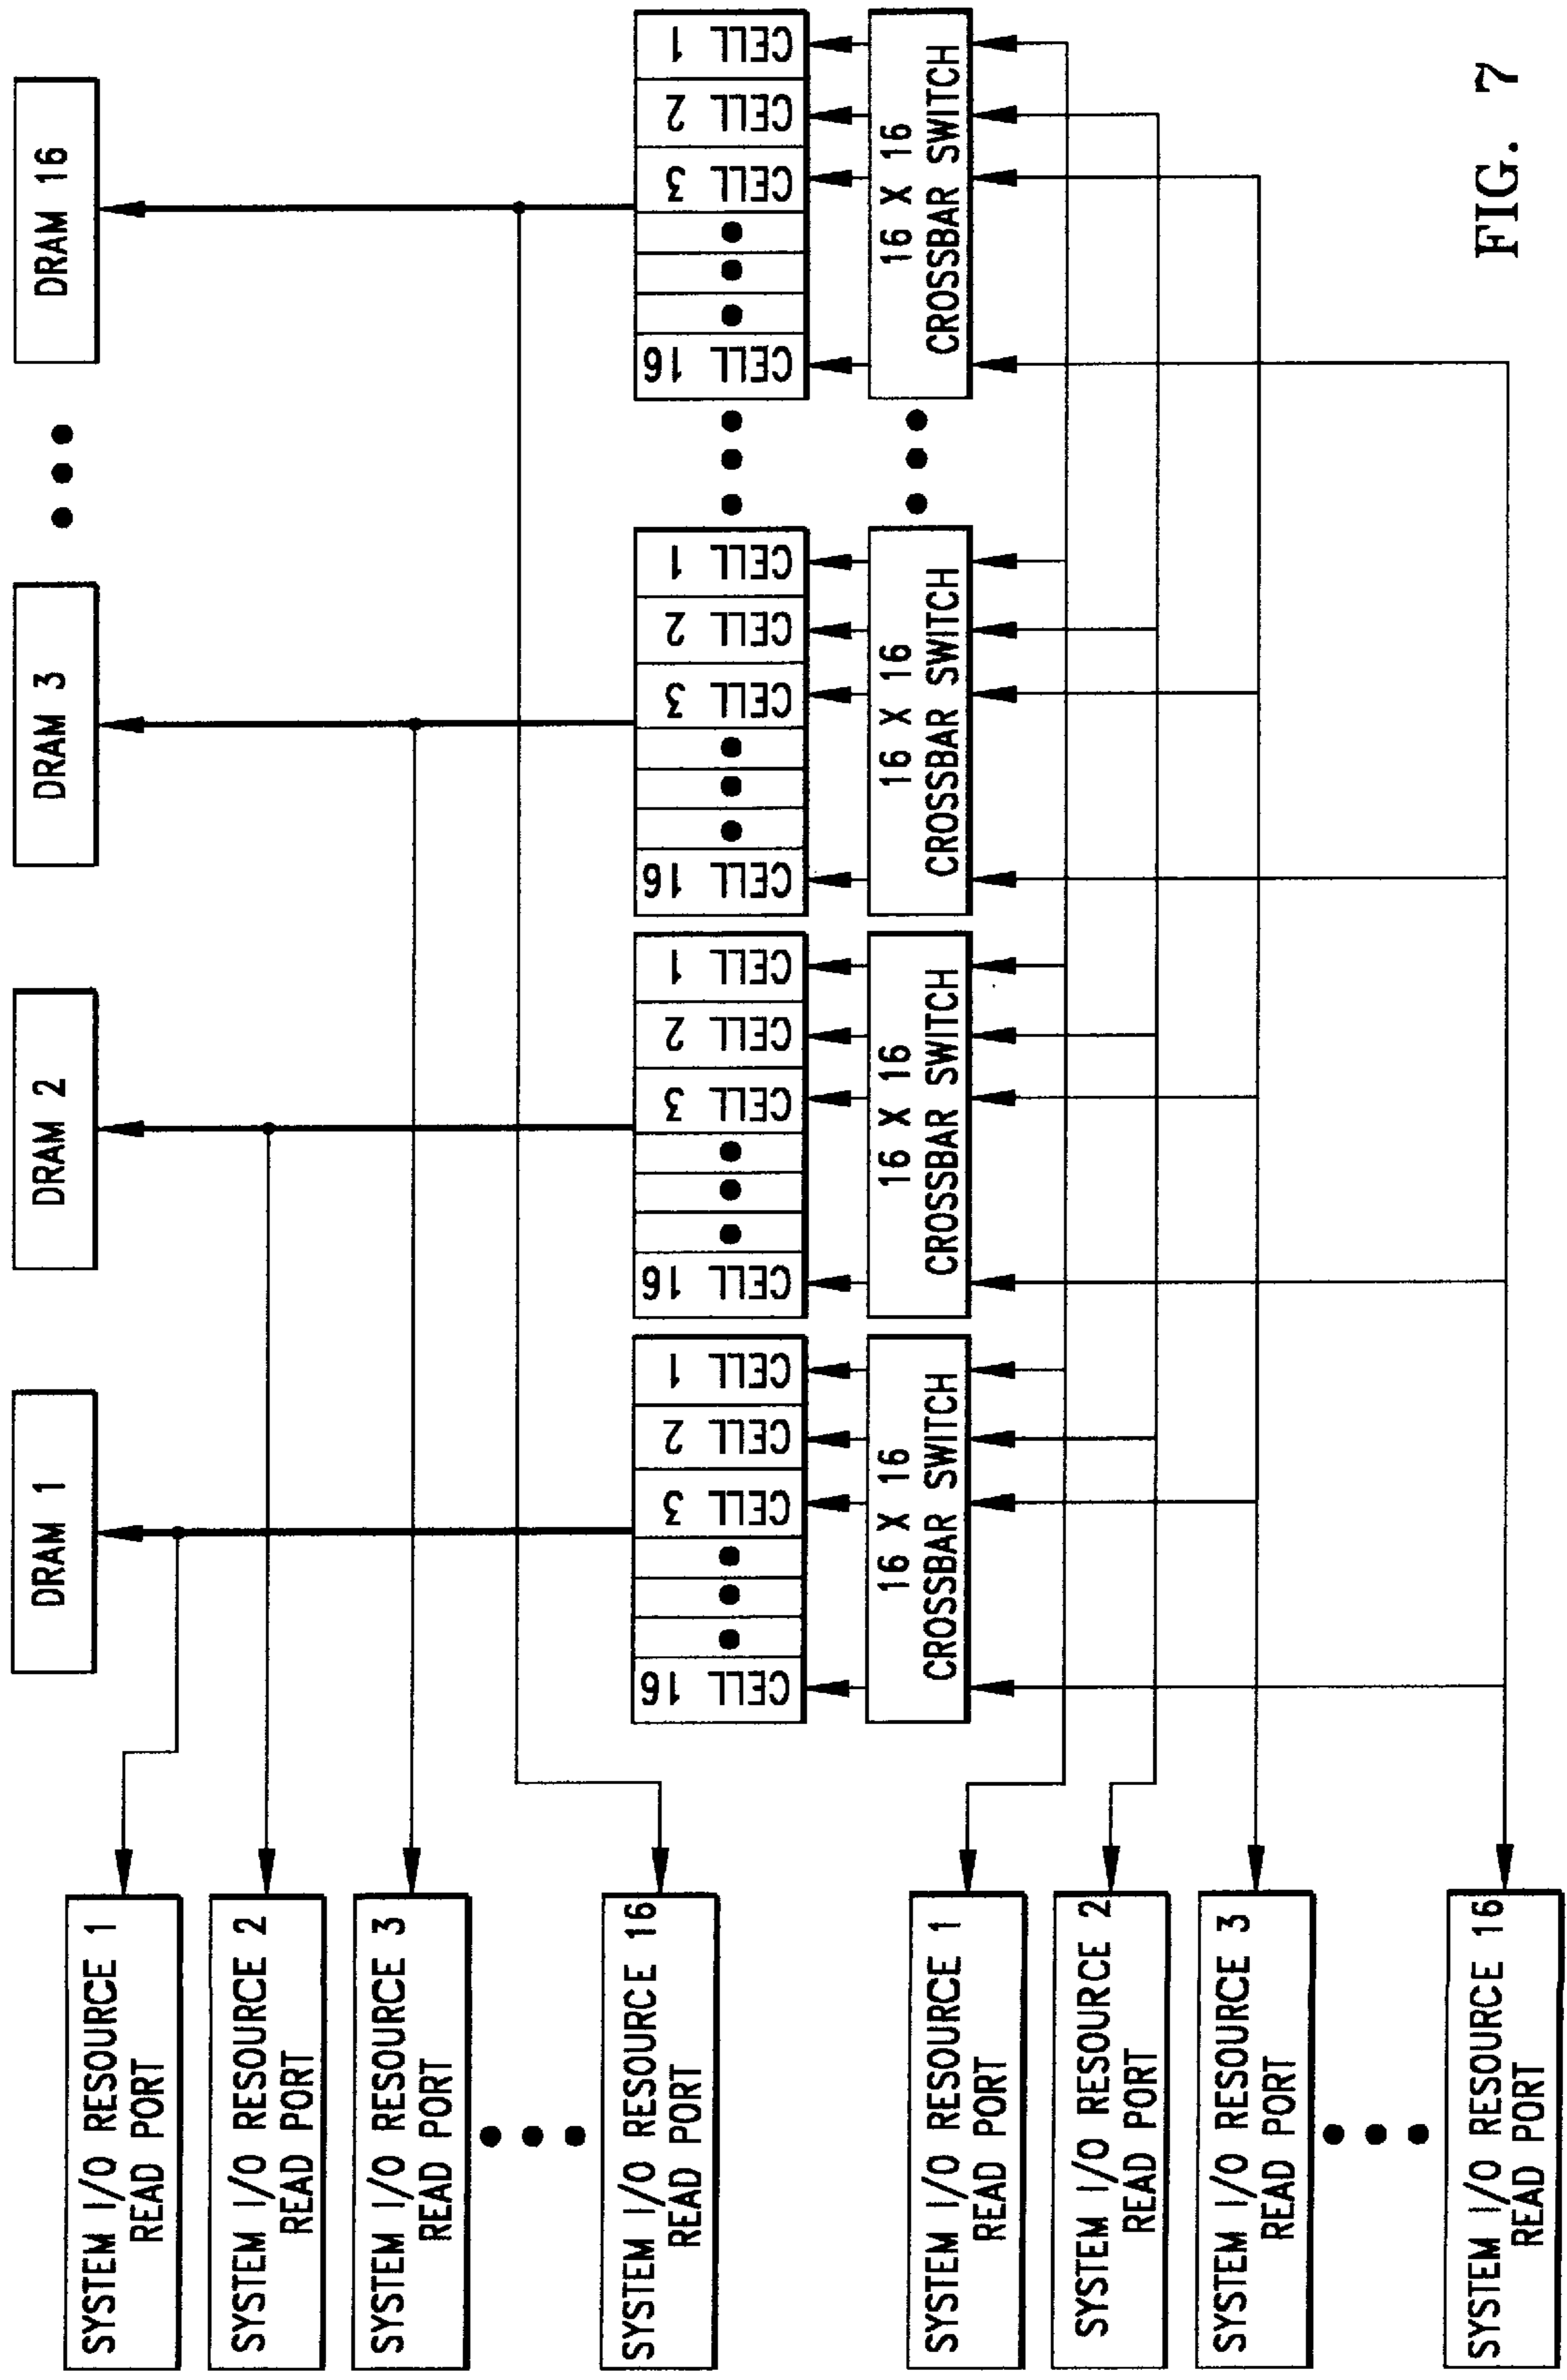 DRAM 1
DRAM 2
DRAM 3
DRAM 16
SYSTEM I/O RESOURCE 1
READ PORT
SYSTEM I/O RESOURCE 2
READ PORT
SYSTEM I/O RESOURCE 3
READ PORT
SYSTEM I/O RESOURCE 16
READ PORT
CELL 16
CELL 3
CELL 2
CELL 1
CELL 16
CELL 3
CELL 2
CELL 1
CELL 16
CELL 3
CELL 2
CELL 1
CELL 16
CELL 3
CELL 2
CELL 1
16 X 16
CROSSBAR SWITCH
16 X 16
CROSSBAR SWITCH
16 X 16
CROSSBAR SWITCH
16 X 16
CROSSBAR SWITCH
SYSTEM I/O RESOURCE 1
READ PORT
SYSTEM I/O RESOURCE 2
READ PORT
SYSTEM I/O RESOURCE 3
READ PORT
SYSTEM I/O RESOURCE 16
READ PORT
FIG. 7